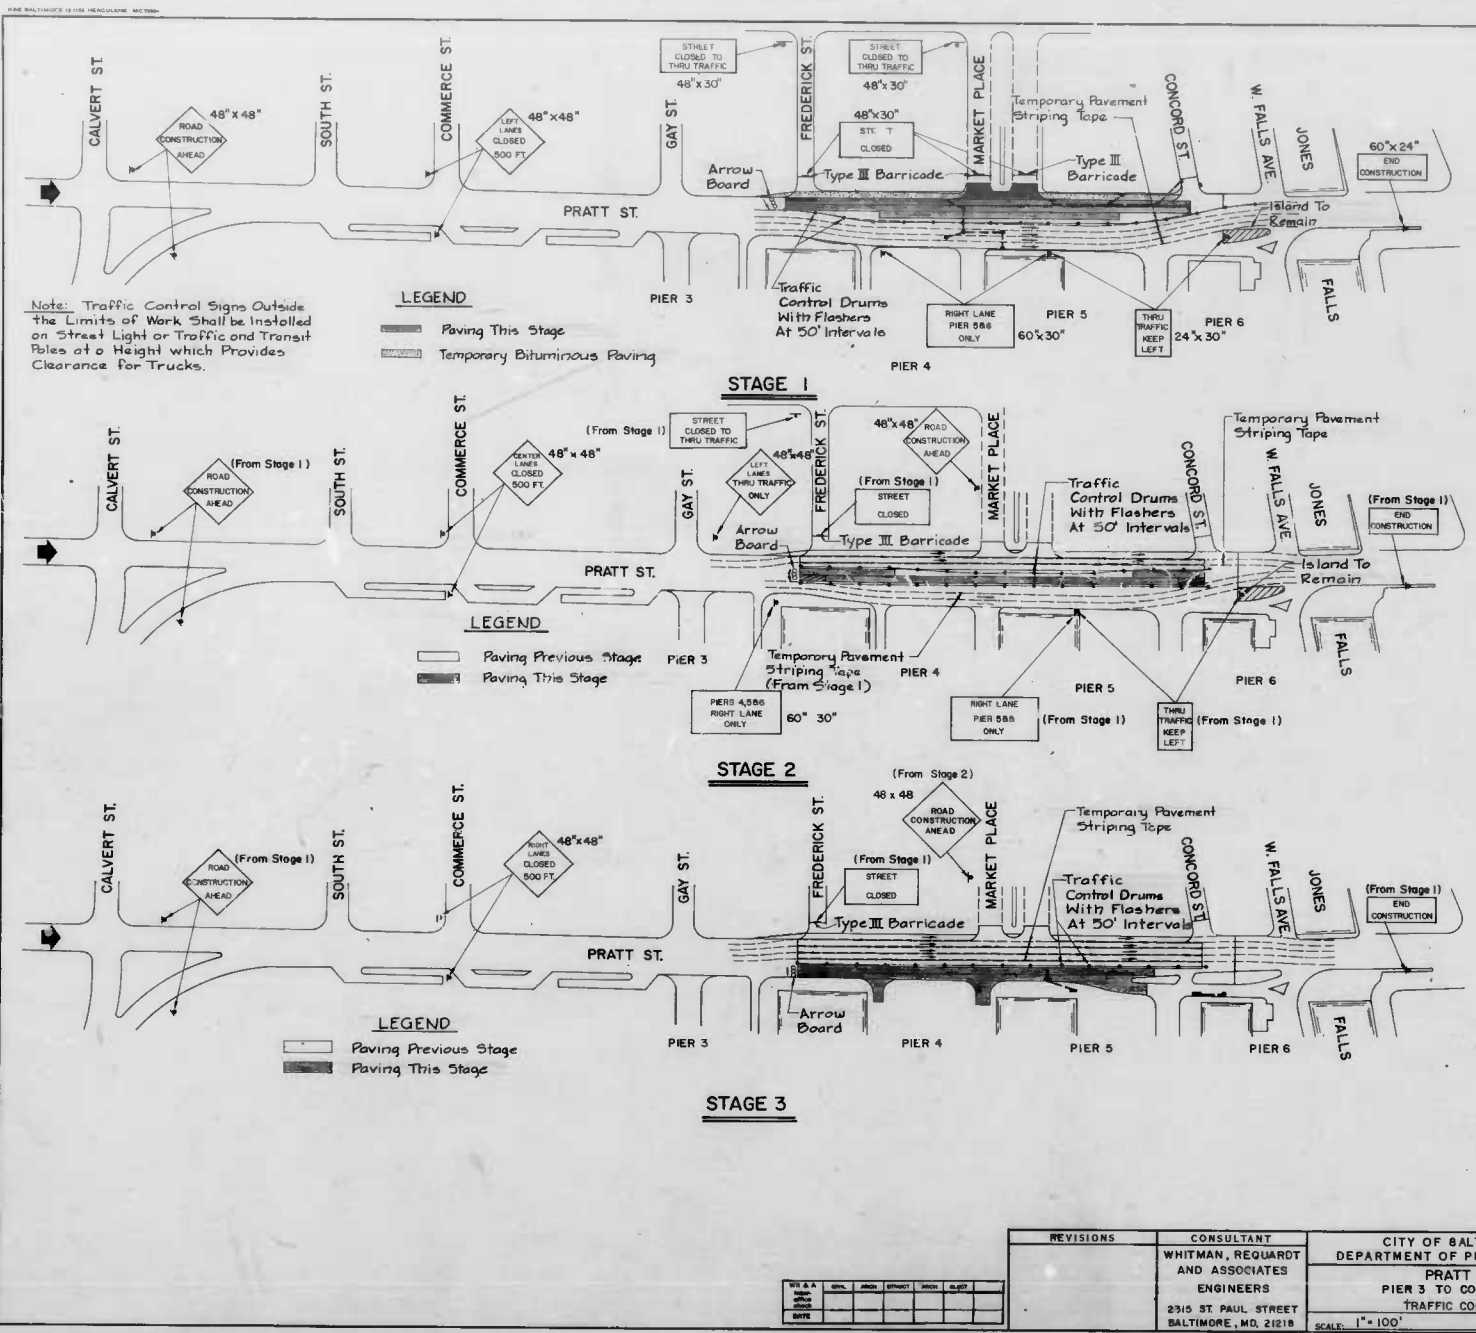 CALVERT ST.
ROAD
CONSTRUCTION
AHEAD
48"x48"
SOUTH ST.
COMMERCE ST.
LEFT
LANES
CLOSED
500 FT.
48"x48"
GAY ST.
STREET
CLOSED TO
THRU TRAFFIC
48"x30"
FREDERICK ST.
STREET
CLOSED TO
THRU TRAFFIC
48"x30"
48"x30"
CLOSED
MARKET PLACE
Temporary Pavement
Striping Tape
CONCORD ST.
W. FALLS AVE.
JONES
60"x24"
END
CONSTRUCTION
Arrow
Board
Type III Barricade
Type III
Barricade
PRATT ST.
Island To
Remain
Note: Traffic Control Signs Outside
the Limits of Work Shall be Installed
on Street Light or Traffic and Transit
Poles at a Height which Provides
Clearance for Trucks.
LEGEND
Paving This Stage
Temporary Bituminous Paving
PIER 3
Traffic
Control Drums
With Flashers
At 50' Intervals
RIGHT LANE
PIER 5&6
ONLY
60"x30"
PIER 5
THRU
TRAFFIC
KEEP
LEFT
24"x30"
PIER 6
FALLS
PIER 4
STAGE 1
CALVERT ST.
ROAD
CONSTRUCTION
AHEAD
(From Stage 1)
SOUTH ST.
COMMERCE ST.
CENTER
LANES
CLOSED
500 FT.
48"x48"
(From Stage 1)
STREET
CLOSED TO
THRU TRAFFIC
GAY ST.
LEFT
LANES
THRU TRAFFIC
ONLY
48"x48"
FREDERICK ST.
48"x48"
ROAD
CONSTRUCTION
AHEAD
(From Stage 1)
STREET
CLOSED
MARKET PLACE
Traffic
Control Drums
With Flashers
At 50' Intervals
CONCORD ST.
Temporary Pavement
Striping Tape
W. FALLS AVE.
JONES
(From Stage 1)
END
CONSTRUCTION
Arrow
Board
Type III Barricade
PRATT ST.
Island To
Remain
LEGEND
Paving Previous Stage
Paving This Stage
PIER 3
Temporary Pavement
Striping Tape
(From Stage 1)
PIER 4
PIER 5
PIER 6
FALLS
PIERS 4,5&6
RIGHT LANE
ONLY
60" 30"
RIGHT LANE
PIER 5&6
ONLY
(From Stage 1)
THRU
TRAFFIC
KEEP
LEFT
(From Stage 1)
STAGE 2
CALVERT ST.
ROAD
CONSTRUCTION
AHEAD
(From Stage 1)
SOUTH ST.
COMMERCE ST.
RIGHT
LANES
CLOSED
500 FT.
48"x48"
GAY ST.
FREDERICK ST.
(From Stage 2)
48 x 48
ROAD
CONSTRUCTION
AHEAD
(From Stage 1)
STREET
CLOSED
MARKET PLACE
Temporary Pavement
Striping Tape
Traffic
Control Drums
With Flashers
At 50' Intervals
CONCORD ST.
W. FALLS AVE.
JONES
(From Stage 1)
END
CONSTRUCTION
Type III Barricade
PRATT ST.
Arrow
Board
LEGEND
Paving Previous Stage
Paving This Stage
PIER 3
PIER 4
PIER 5
PIER 6
FALLS
STAGE 3
REVISIONS
CONSULTANT
WHITMAN, REQUARDT
AND ASSOCIATES
ENGINEERS
2315 ST. PAUL STREET
BALTIMORE, MD. 21218
CITY OF BAL
DEPARTMENT OF P
PRATT
PIER 3 TO CO
TRAFFIC CO
SCALE: 1"=100'
WR & A
DATE